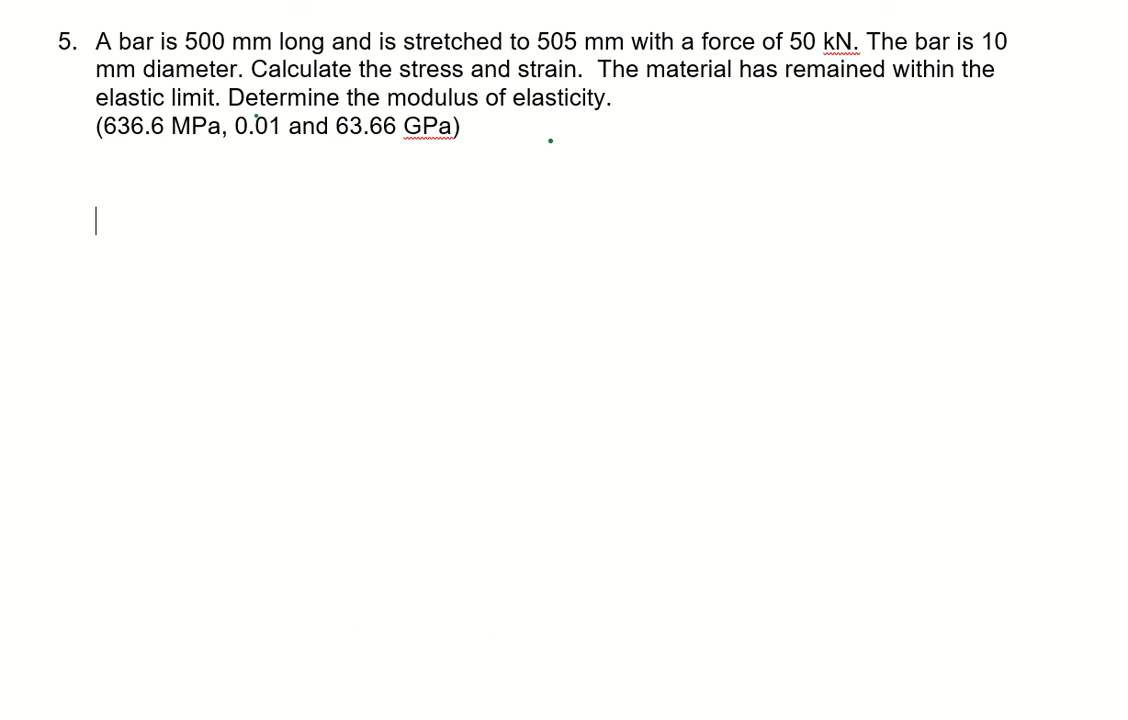 5. A bar is 500 mm long and is stretched to 505 mm with a force of 50 kN. The bar is 10
mm diameter. Calculate the stress and strain.  The material has remained within the
elastic limit. Determine the modulus of elasticity.
(636.6 MPa, 0.01 and 63.66 GPa)